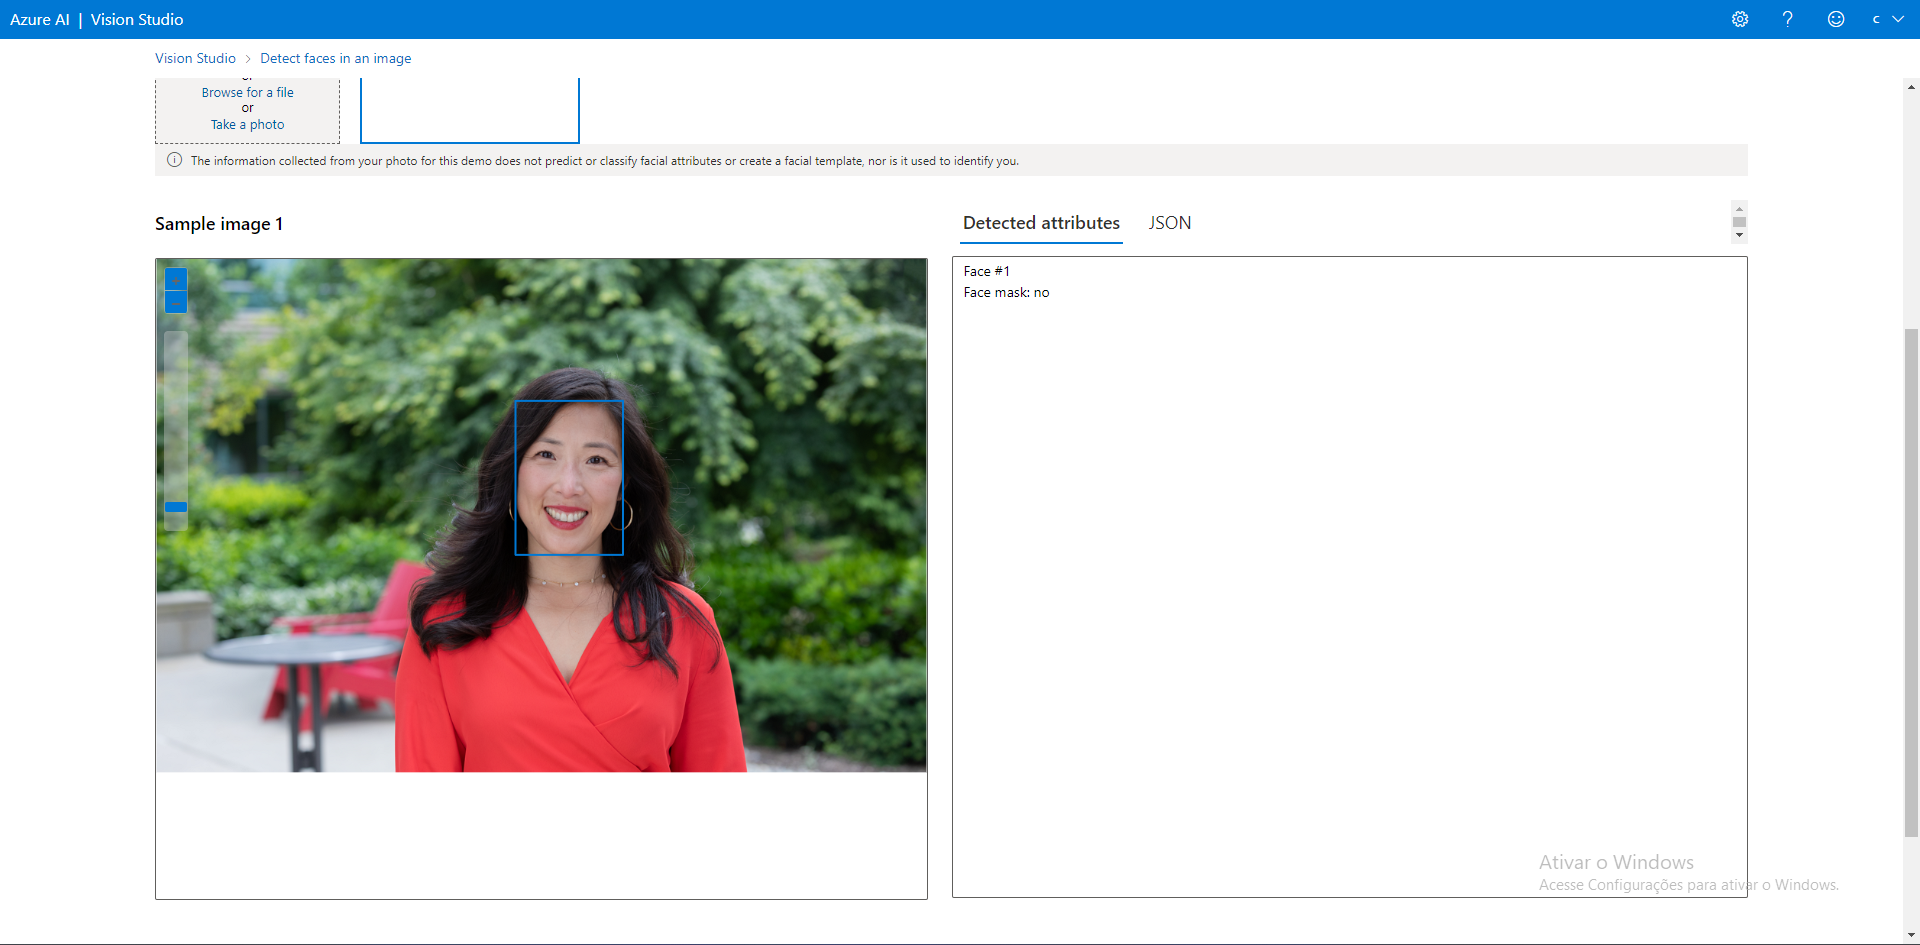 Azure AI | Vision Studio
c
Vision Studio > Detect faces in an image
or
Browse for a file
or
Take a photo
The information collected from your photo for this demo does not predict or classify facial attributes or create a facial template, nor is it used to identify you.
Sample image 1
Detected attributes JSON
Face #1
Face mask: no
Ativar o Windows
Acesse Configurações para ativar o Windows.